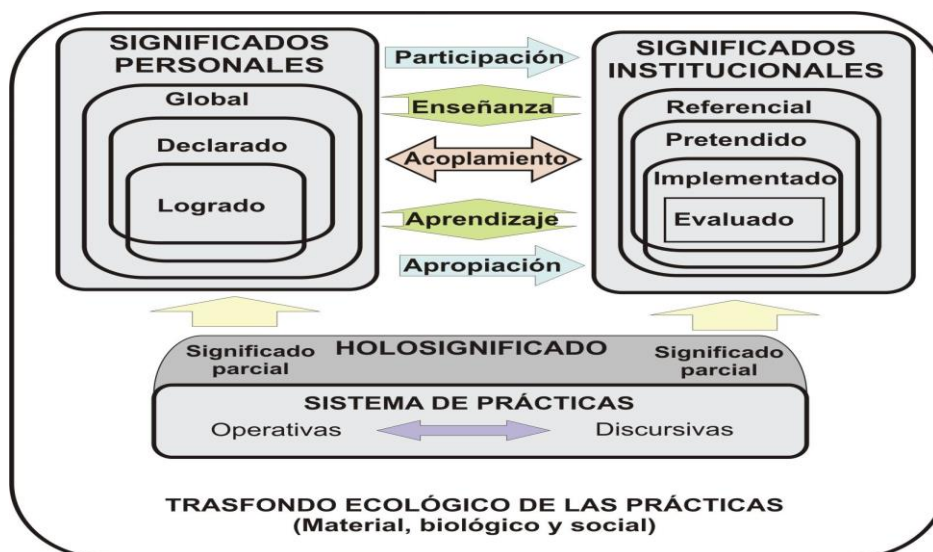 SIGNIFICADOS
PERSONALES
Global
Declarado
Logrado
Participación
Enseñanza
Acoplamiento
Aprendizaje
Apropiación
SIGNIFICADOS
INSTITUCIONALES
Referencial
Pretendido
Implementado
Evaluado
HOLOSIGNIFICADO
Significado
parcial
Significado
parcial
SISTEMA DE PRÁCTICAS
Operativas
Discursivas
TRASFONDO ECOLÓGICO DE LAS PRÁCTICAS
(Material, biológico y social)